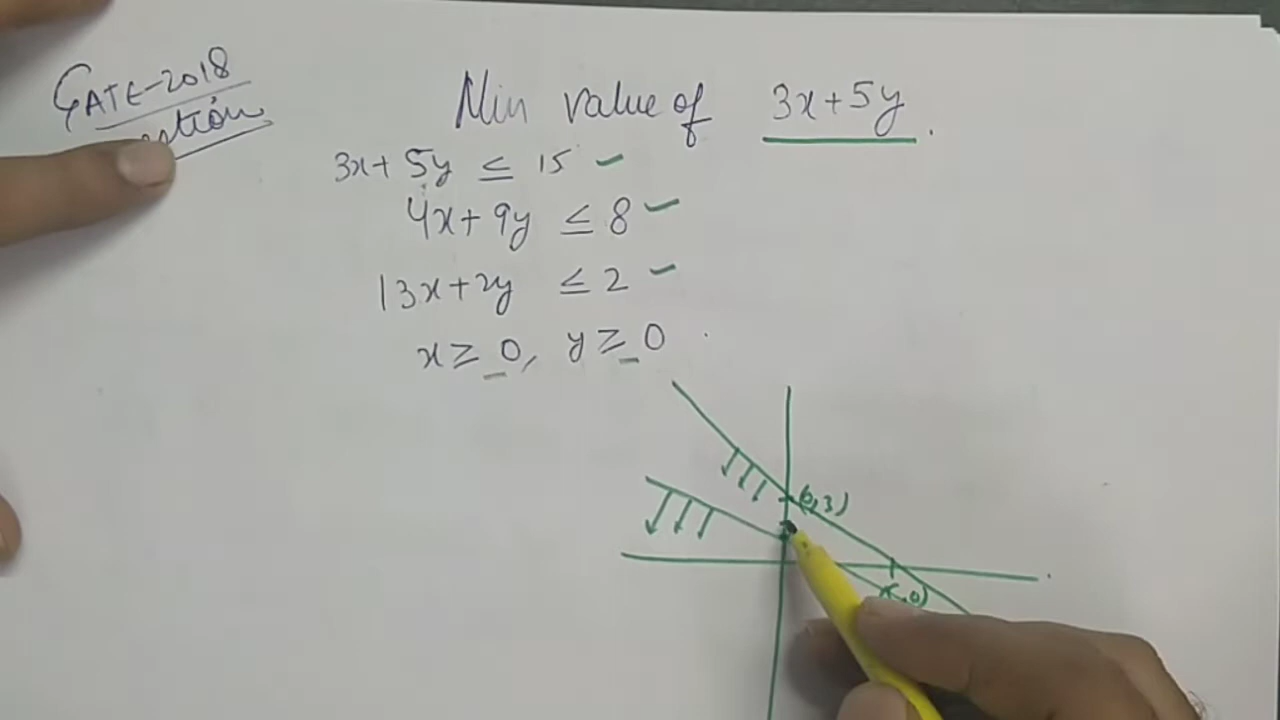 GATE-2018
Min value of 3x+5y.
3x+5y ≤ 15
4x+9y ≤ 8
13x+2y ≤ 2
x ≥ 0, y ≥ 0
(0,3)